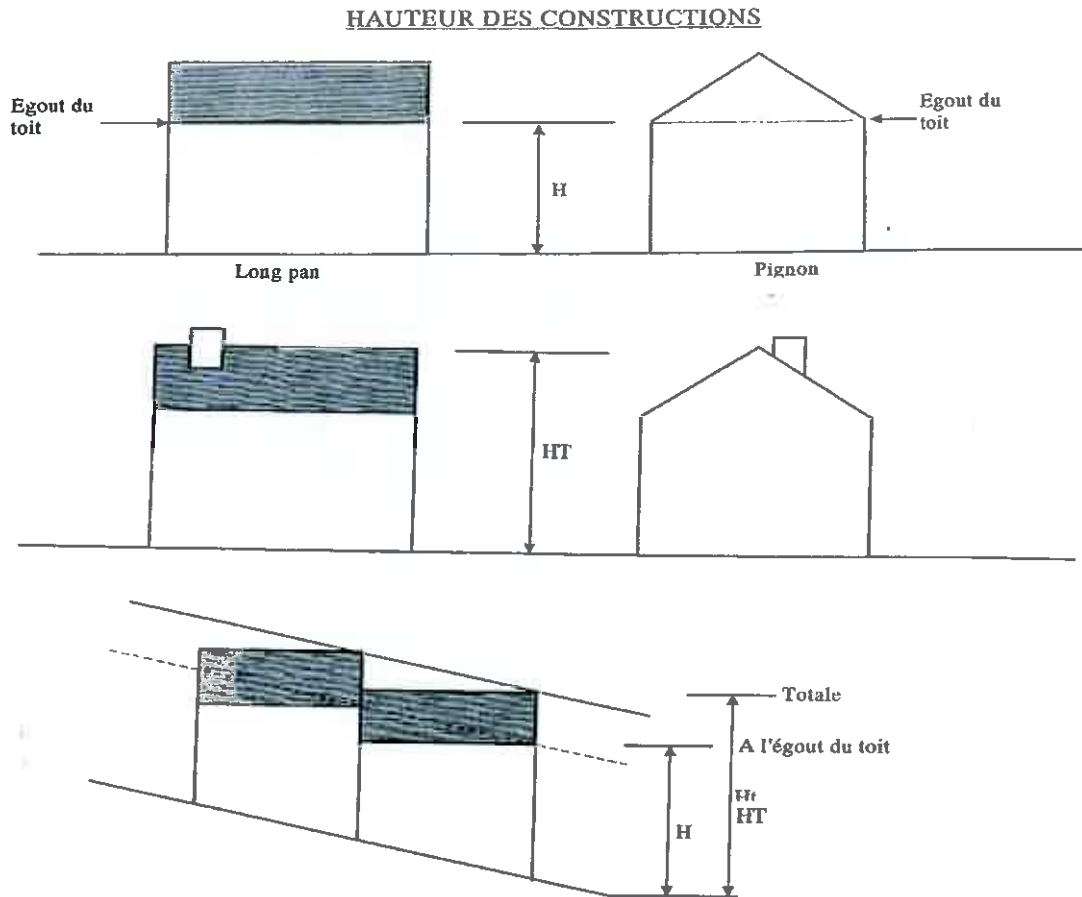 HAUTEUR DES CONSTRUCTIONS
Egout du
toit
H
Egout du
toit
Long pan
Pignon
HT
Totale
A l'égout du toit
Ht
HT
H